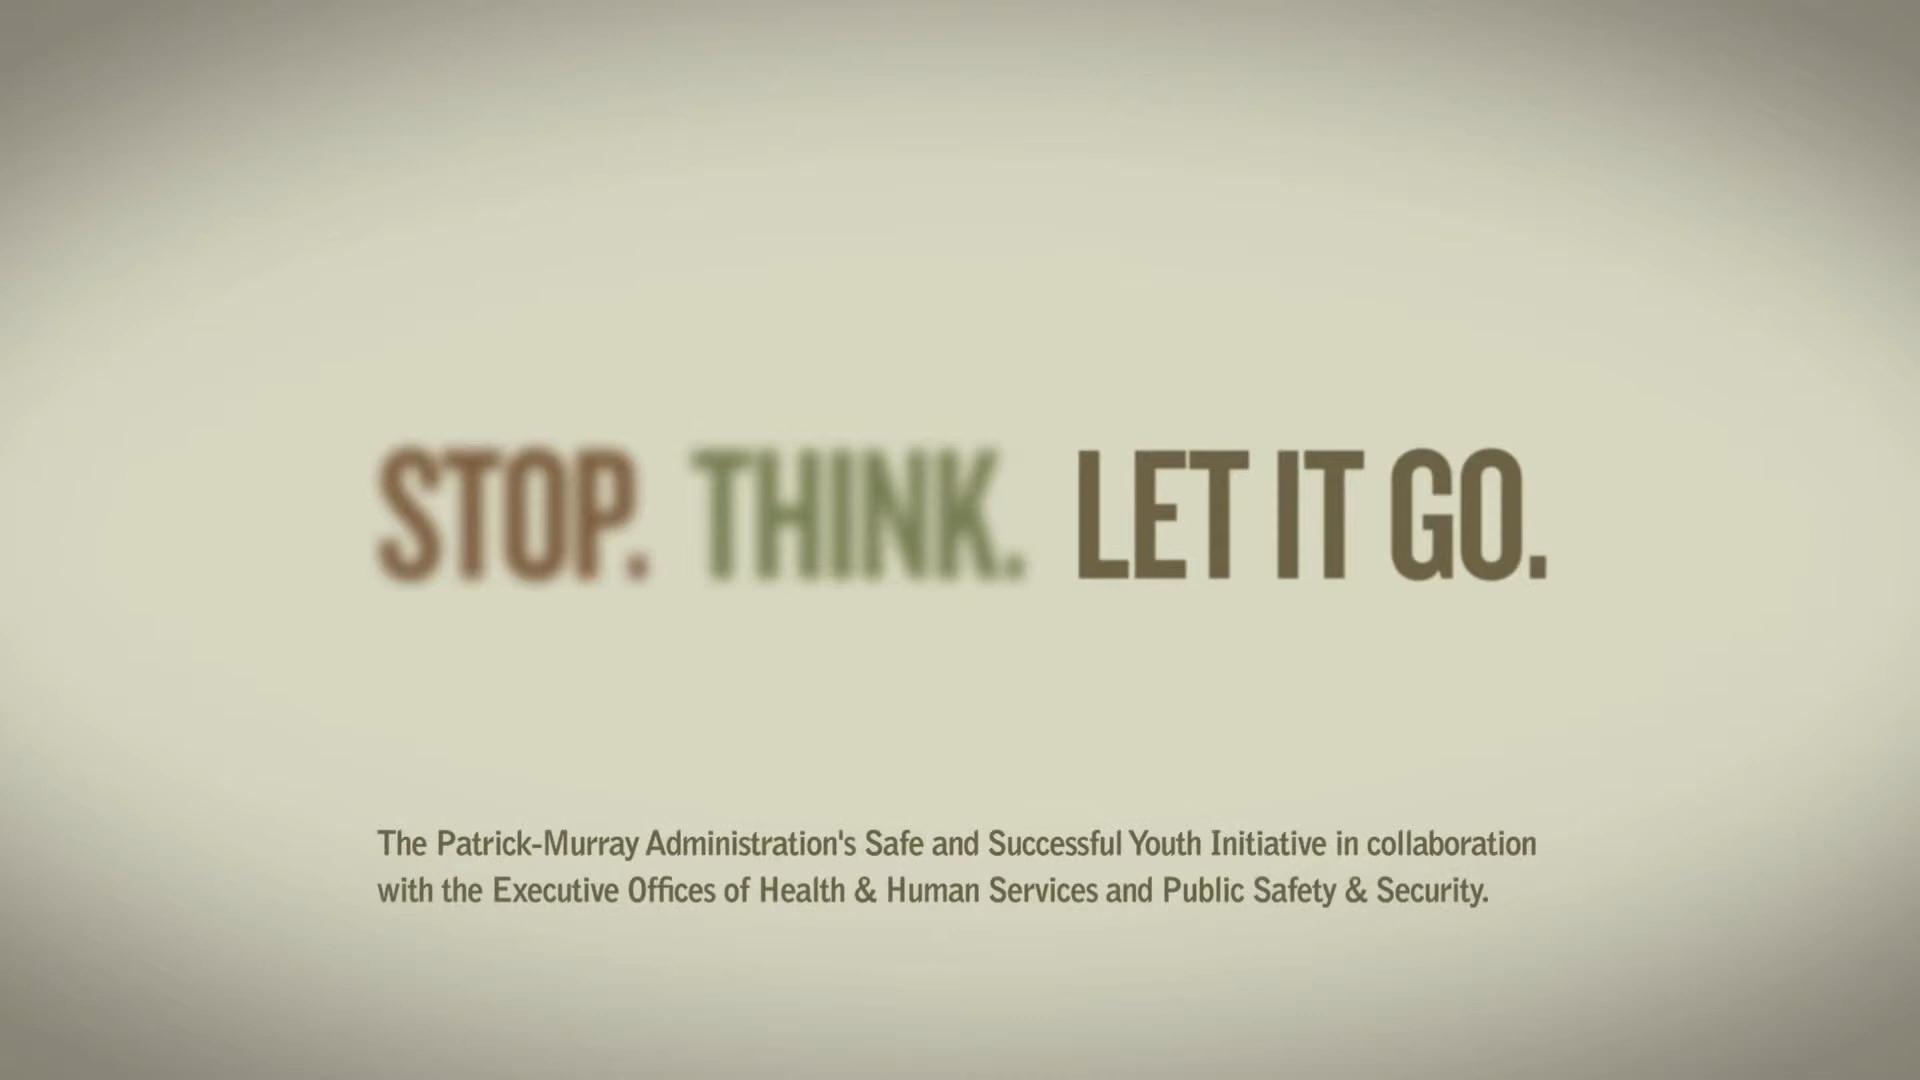 STOP. THINK. LET IT GO.
The Patrick-Murray Administration's Safe and Successful Youth Initiative in collaboration
with the Executive Offices of Health & Human Services and Public Safety & Security.